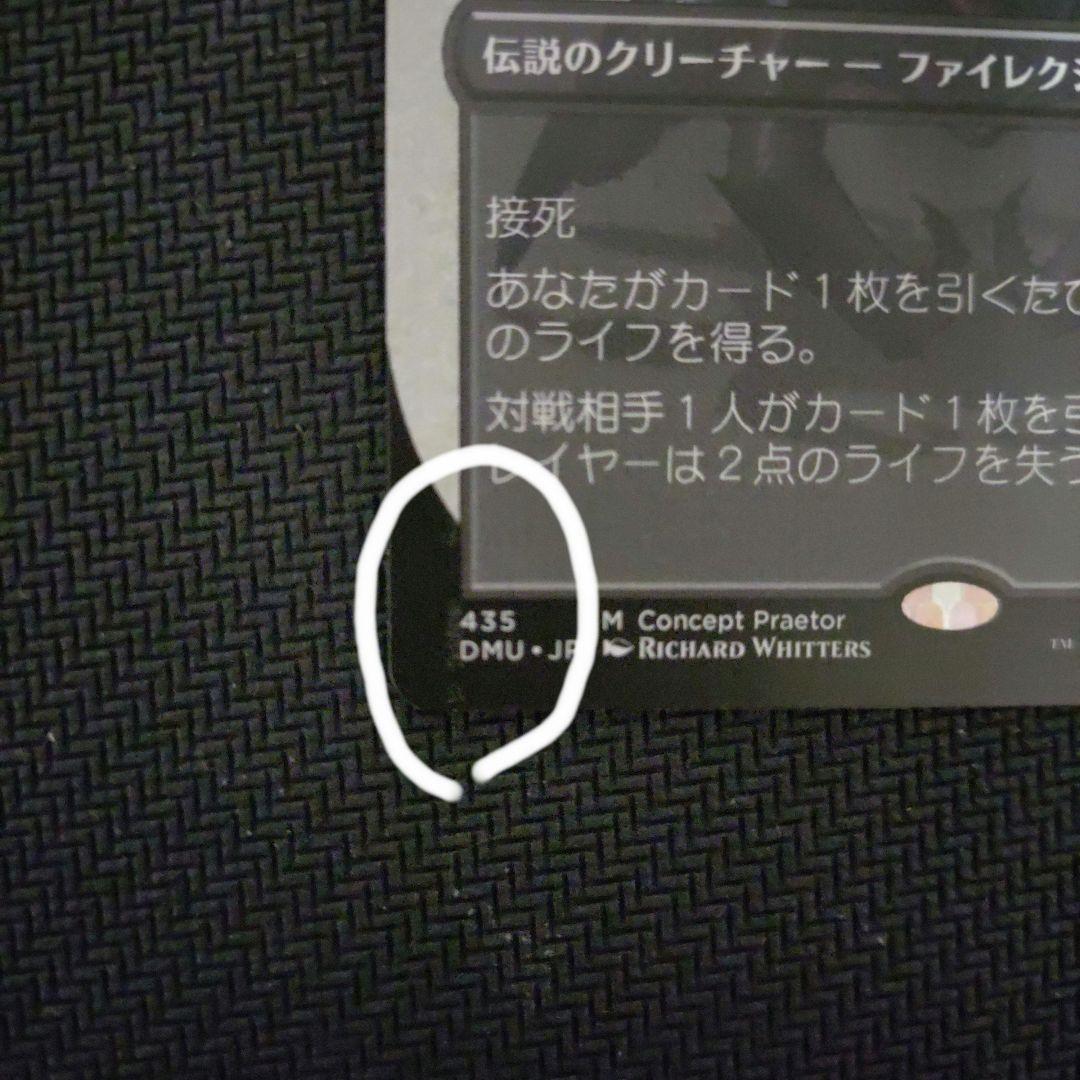 伝説のクリーチャー — ファイレクシ
接死
あなたがカード1枚を引くたび
のライフを得る。
対戦相手1人がカード1枚を引
レイヤーは2点のライフを失う
435 M Concept Praetor
DMU • JP RICHARD WHITTERS